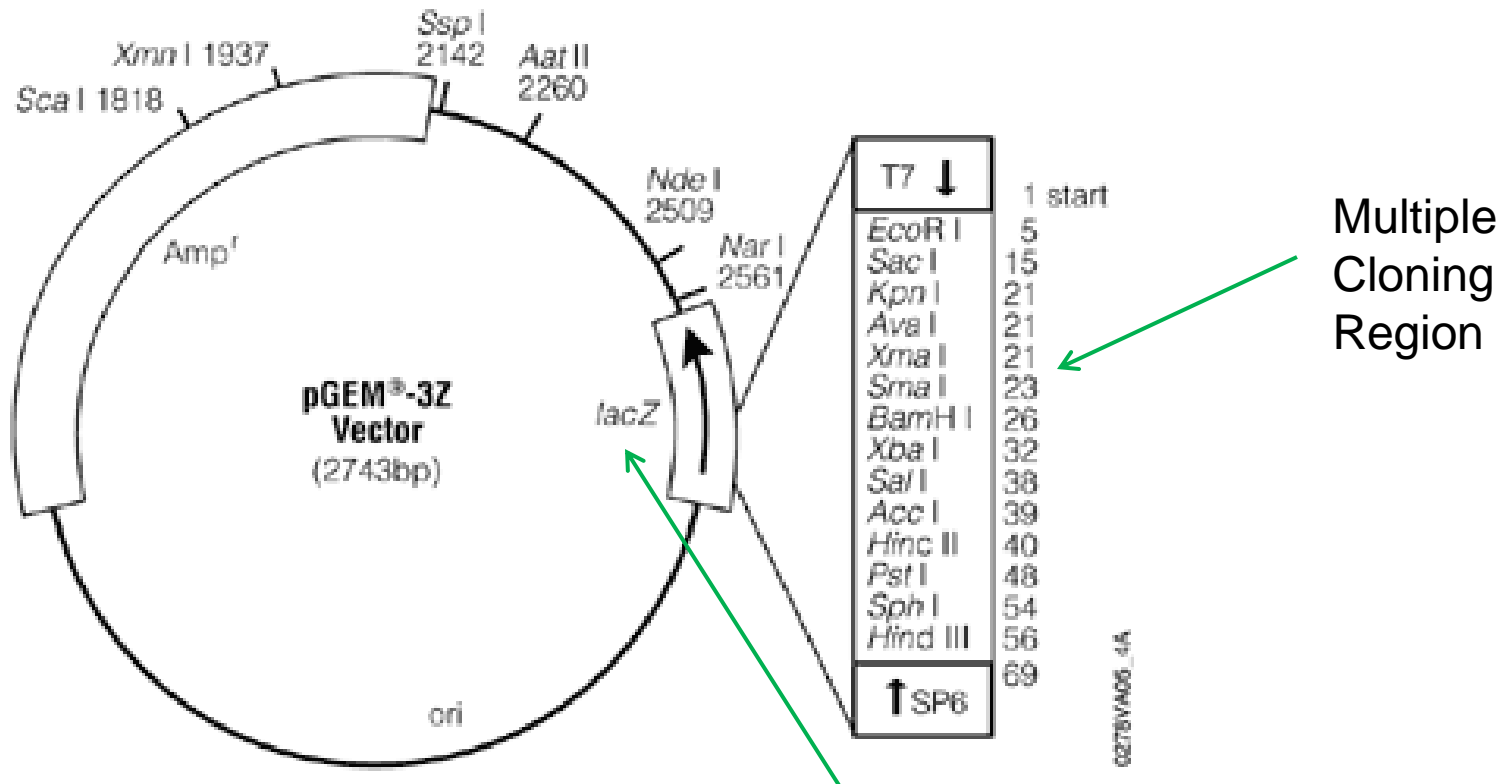 Ssp I
2142
Xmn I 1937
Aat II
2260
Sca I 1818
Nde I
2509
Nar I
2561
Ampʳ
pGEM®-3Z
Vector
(2743bp)
lacZ
ori
T7 ↓
1 start
EcoR I 5
Sac I 15
Kpn I 21
Ava I 21
Xma I 21
Sma I 23
BamH I 26
Xba I 32
Sal I 38
Acc I 39
Hinc II 40
Pst I 48
Sph I 54
Hind III 56
69
↑ SP6
Multiple
Cloning
Region